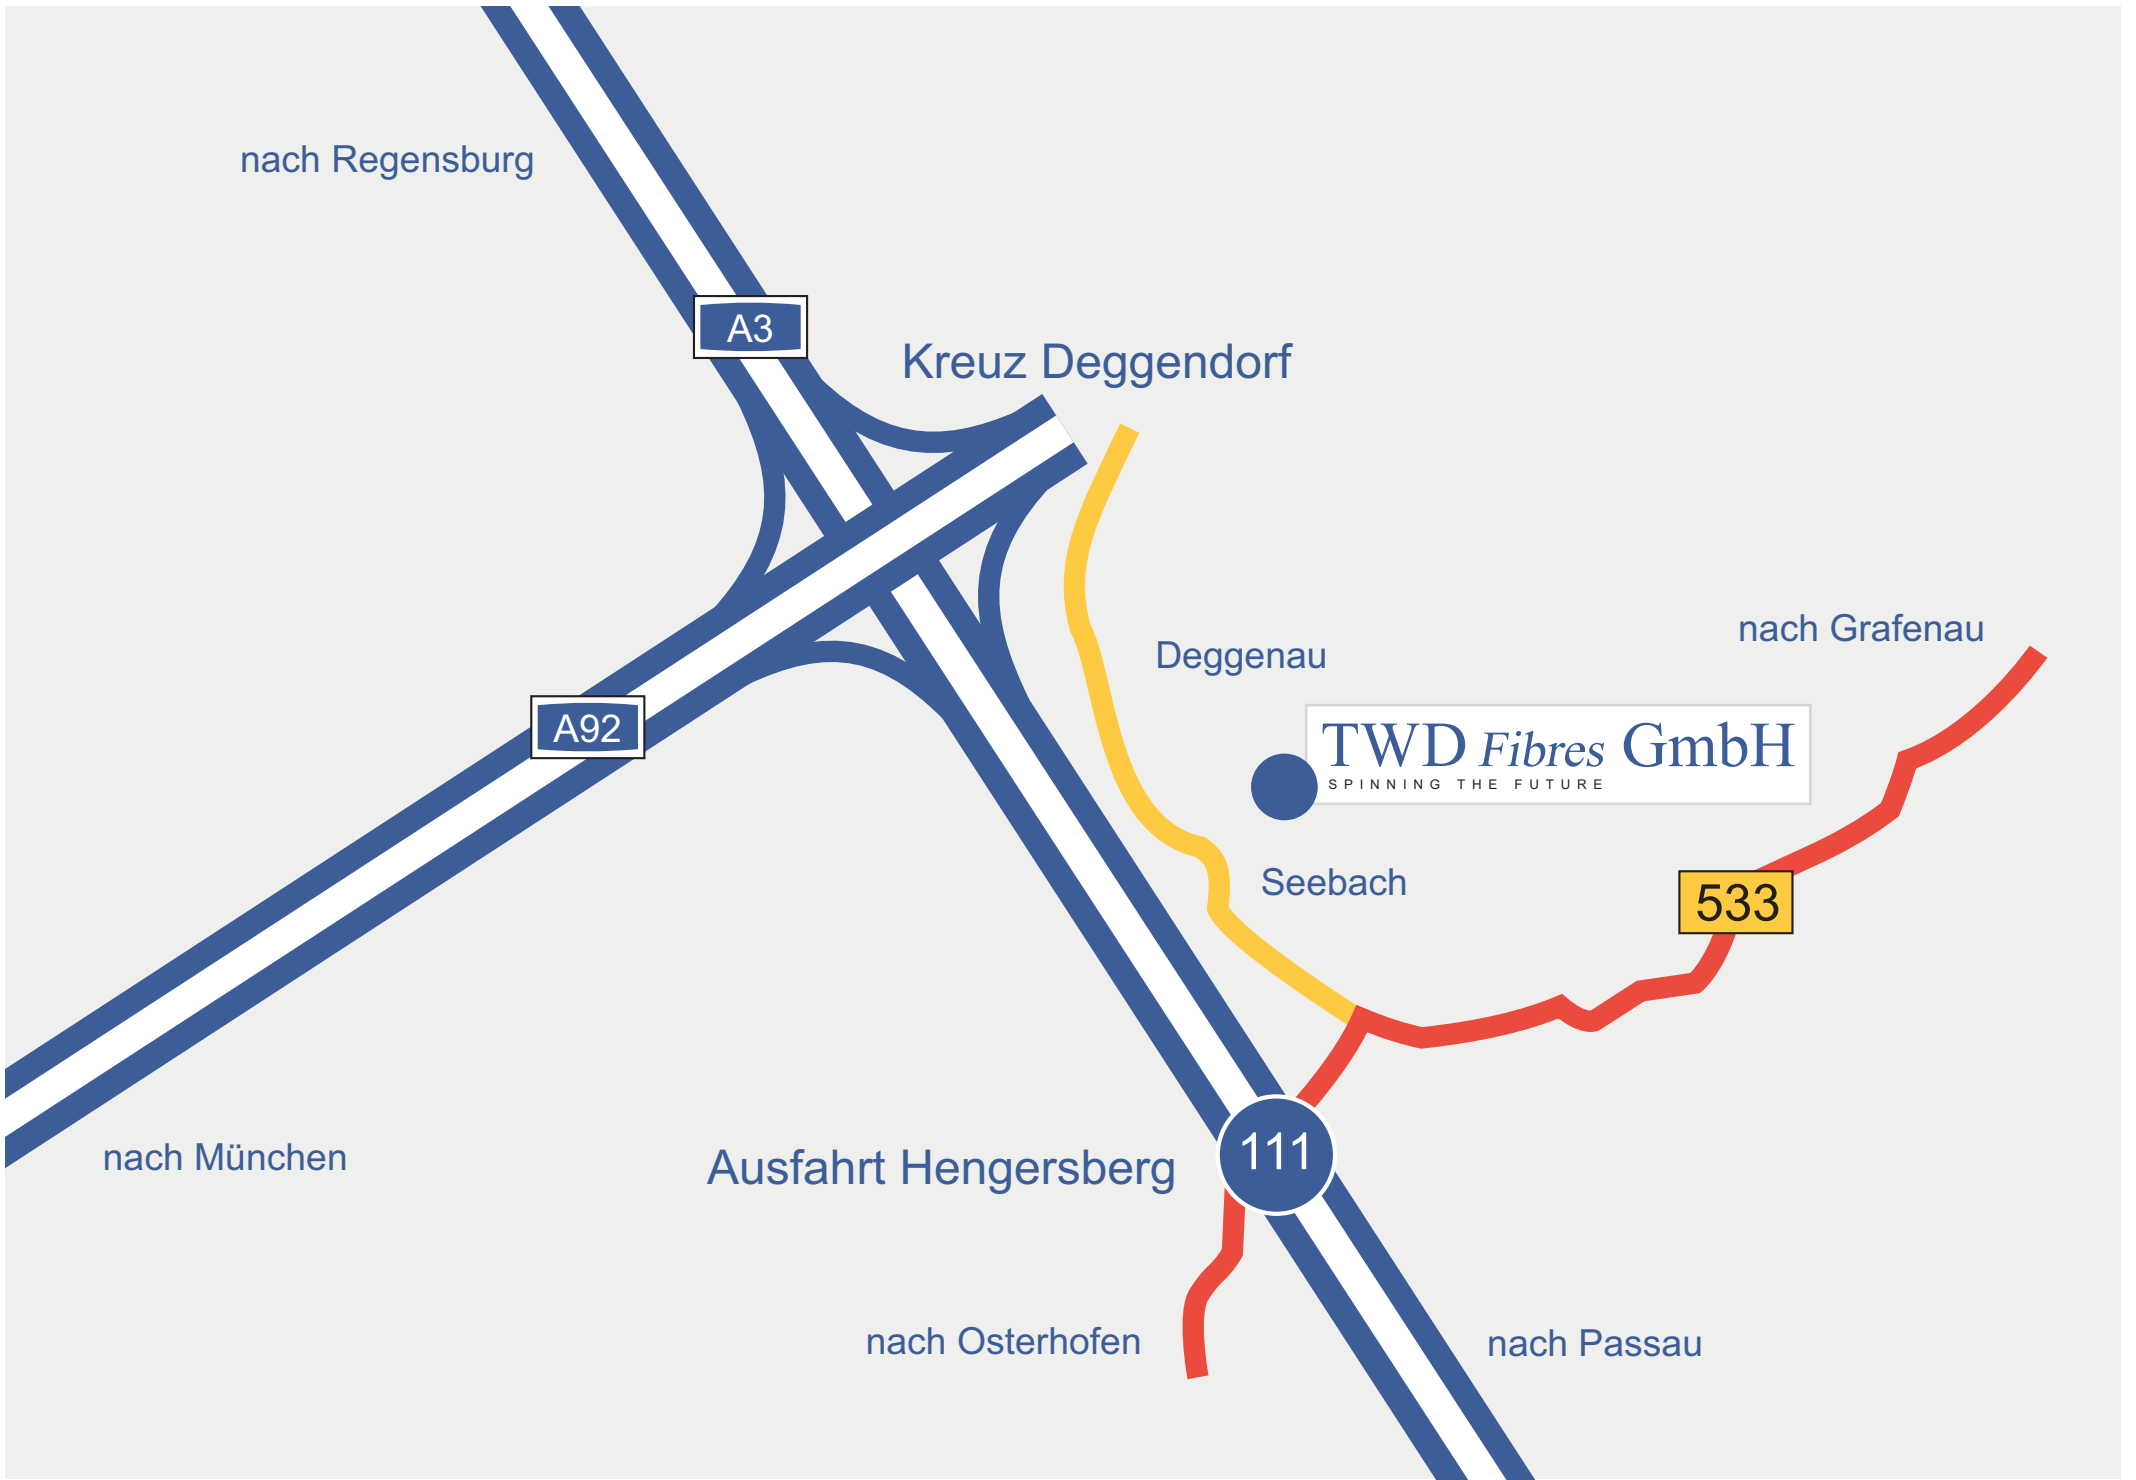 nach Regensburg
A3
Kreuz Deggendorf
nach Grafenau
Deggenau
A92
TWD Fibres GmbH
SPINNING THE FUTURE
Seebach
533
nach München
Ausfahrt Hengersberg
111
nach Osterhofen
nach Passau